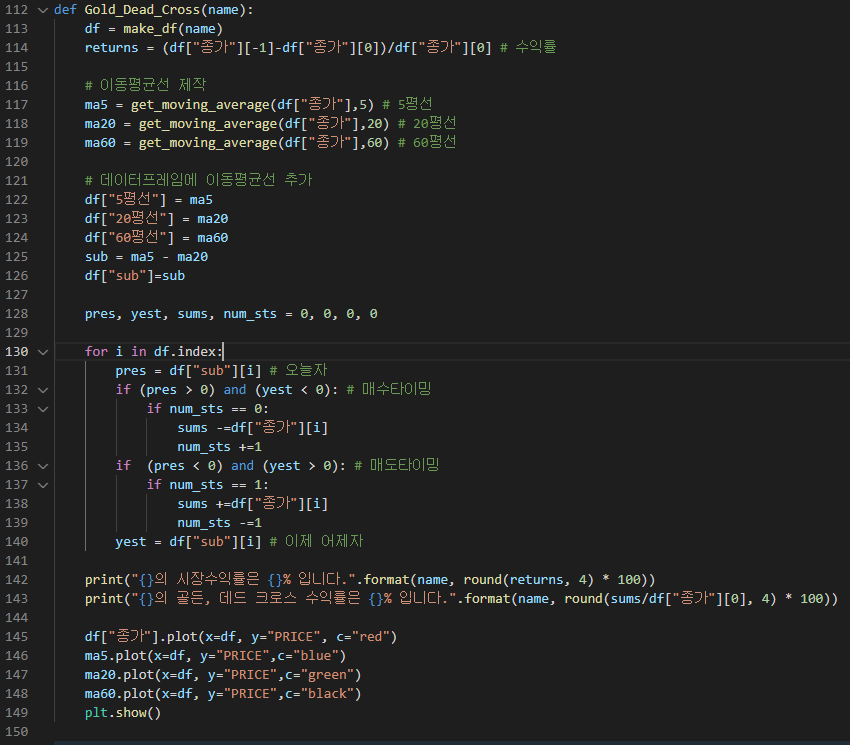 112 def Gold_Dead_Cross(name):
113     df = make_df(name)
114     returns = (df["종가"][-1]-df["종가"][0])/df["종가"][0] # 수익률
115
116     # 이동평균선 제작
117     ma5 = get_moving_average(df["종가"],5) # 5평선
118     ma20 = get_moving_average(df["종가"],20) # 20평선
119     ma60 = get_moving_average(df["종가"],60) # 60평선
120
121     # 데이터프레임에 이동평균선 추가
122     df["5평선"] = ma5
123     df["20평선"] = ma20
124     df["60평선"] = ma60
125     sub = ma5 - ma20
126     df["sub"]=sub
127
128     pres, yest, sums, num_sts = 0, 0, 0, 0
129
130     for i in df.index:
131         pres = df["sub"][i] # 오늘자
132         if (pres > 0) and (yest < 0): # 매수타이밍
133             if num_sts == 0:
134                 sums -=df["종가"][i]
135                 num_sts +=1
136         if  (pres < 0) and (yest > 0): # 매도타이밍
137             if num_sts == 1:
138                 sums +=df["종가"][i]
139                 num_sts -=1
140         yest = df["sub"][i] # 이제 어제자
141
142     print("{}의 시장수익률은 {}% 입니다.".format(name, round(returns, 4) * 100))
143     print("{}의 골든, 데드 크로스 수익률은 {}% 입니다.".format(name, round(sums/df["종가"][0], 4) * 100))
144
145     df["종가"].plot(x=df, y="PRICE", c="red")
146     ma5.plot(x=df, y="PRICE",c="blue")
147     ma20.plot(x=df, y="PRICE",c="green")
148     ma60.plot(x=df, y="PRICE",c="black")
149     plt.show()
150